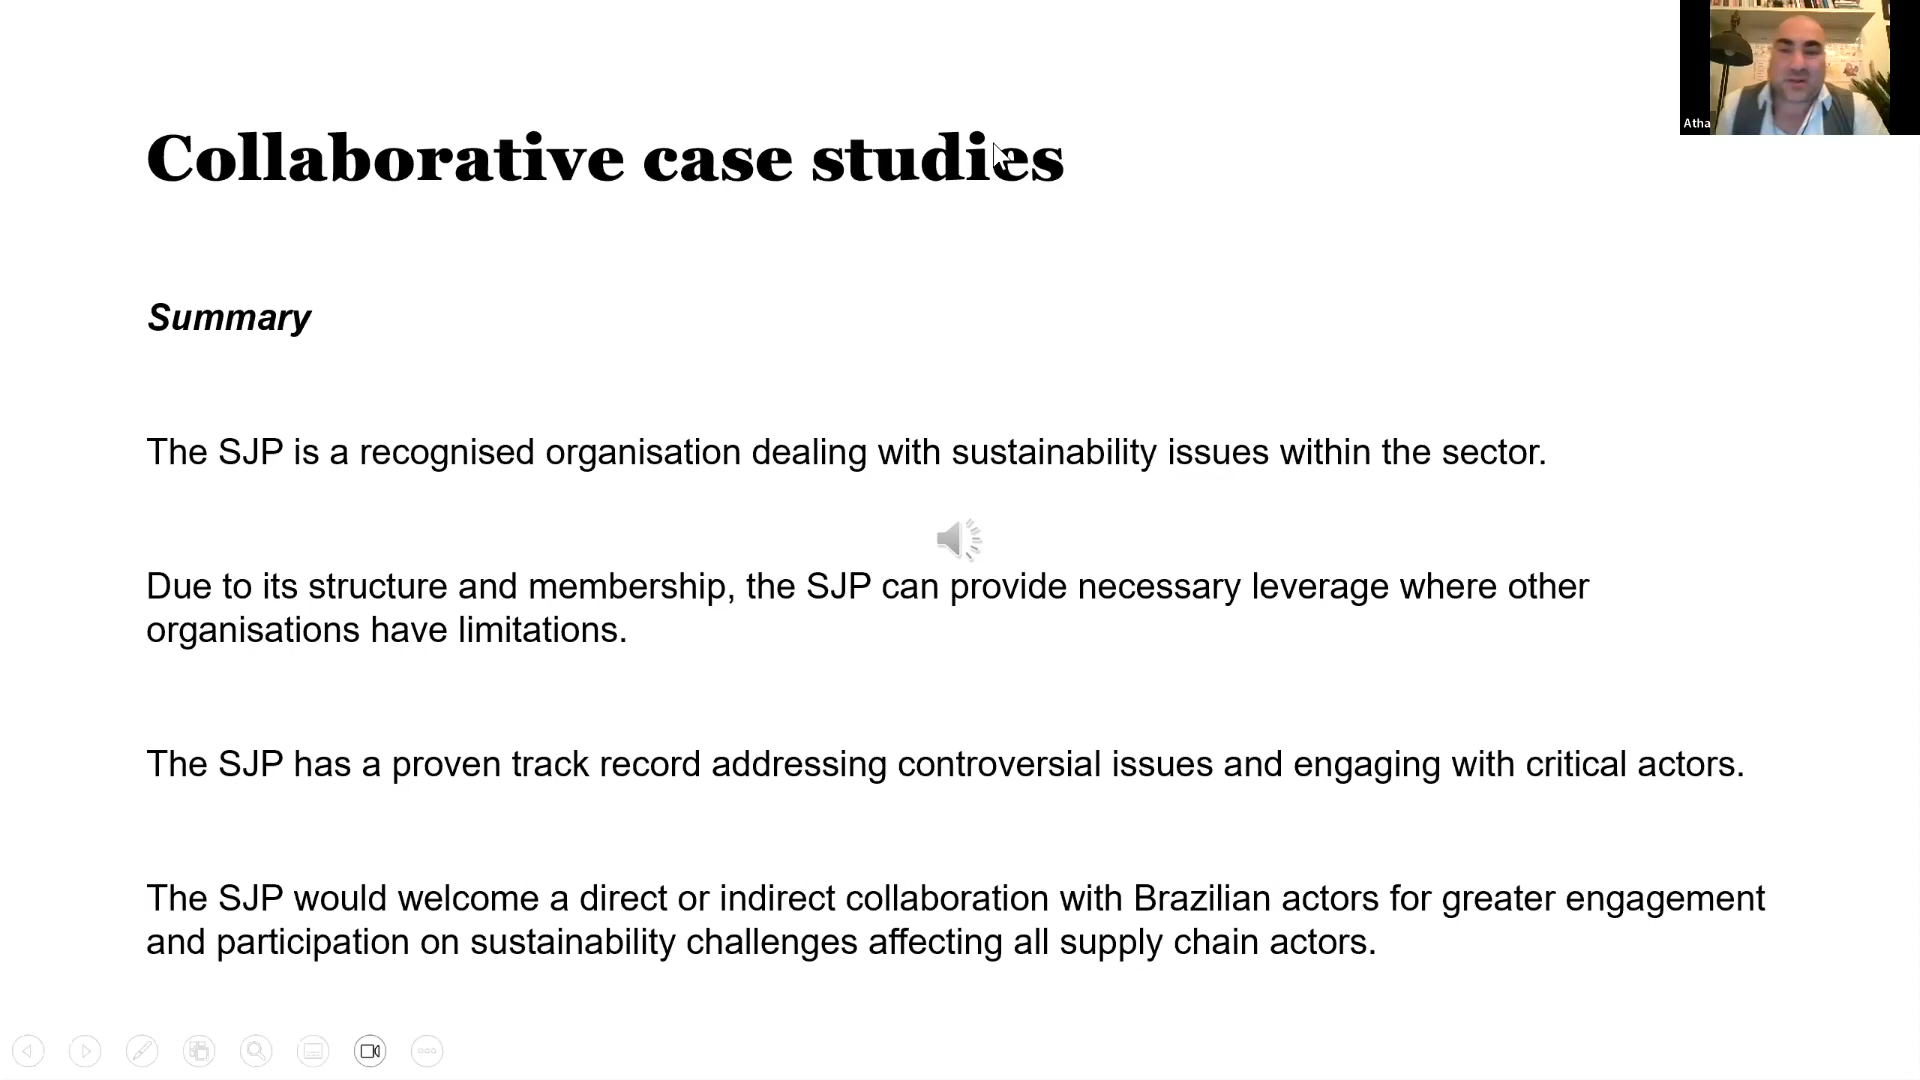 Atha
Collaborative case studies
Summary
The SJP is a recognised organisation dealing with sustainability issues within the sector.
Due to its structure and membership, the SJP can provide necessary leverage where other
organisations have limitations.
The SJP has a proven track record addressing controversial issues and engaging with critical actors.
The SJP would welcome a direct or indirect collaboration with Brazilian actors for greater engagement
and participation on sustainability challenges affecting all supply chain actors.